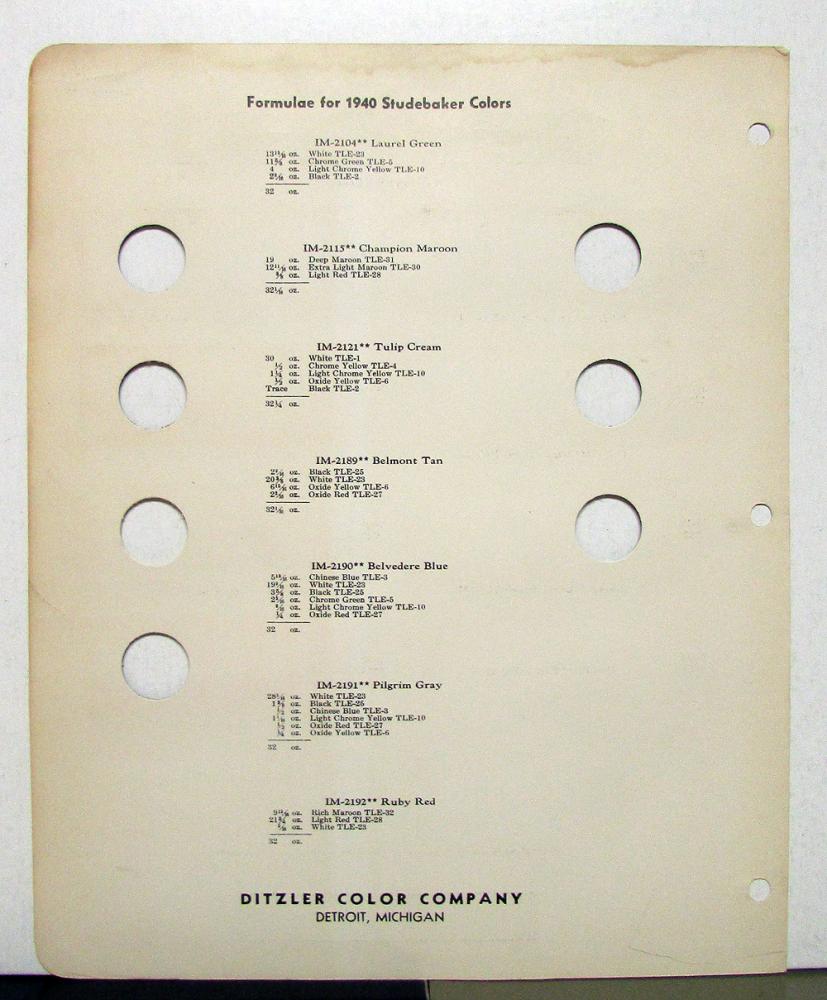 Formulae for 1940 Studebaker Colors
IM-2104** Laurel Green
13 11/16 oz. White TLE-23
oz. Chrome Green TLE-5
4 oz. Light Chrome Yellow TLE-10
oz. Black TLE-2
32 oz.
IM-2115** Champion Maroon
19 oz. Deep Maroon TLE-31
12 11/16 oz. Extra Light Maroon TLE-30
3/8 oz. Light Red TLE-28
32 1/16 oz.
IM-2121** Tulip Cream
30 oz. White TLE-1
½ oz. Chrome Yellow TLE-4
1¼ oz. Light Chrome Yellow TLE-10
½ oz. Oxide Yellow TLE-6
Trace Black TLE-2
32¼ oz.
IM-2189** Belmont Tan
oz. Black TLE-25
oz. White TLE-23
oz. Oxide Yellow TLE-6
oz. Oxide Red TLE-27
32 1/16 oz.
IM-2190** Belvedere Blue
oz. Chinese Blue TLE-3
oz. White TLE-23
oz. Black TLE-25
oz. Chrome Green TLE-5
oz. Light Chrome Yellow TLE-10
¼ oz. Oxide Red TLE-27
32 oz.
IM-2191** Pilgrim Gray
oz. White TLE-23
oz. Black TLE-25
½ oz. Chinese Blue TLE-3
oz. Light Chrome Yellow TLE-10
½ oz. Oxide Red TLE-27
¼ oz. Oxide Yellow TLE-6
32 oz.
IM-2192** Ruby Red
oz. Rich Maroon TLE-32
21¾ oz. Light Red TLE-28
oz. White TLE-23
32 oz.
DITZLER COLOR COMPANY
DETROIT, MICHIGAN